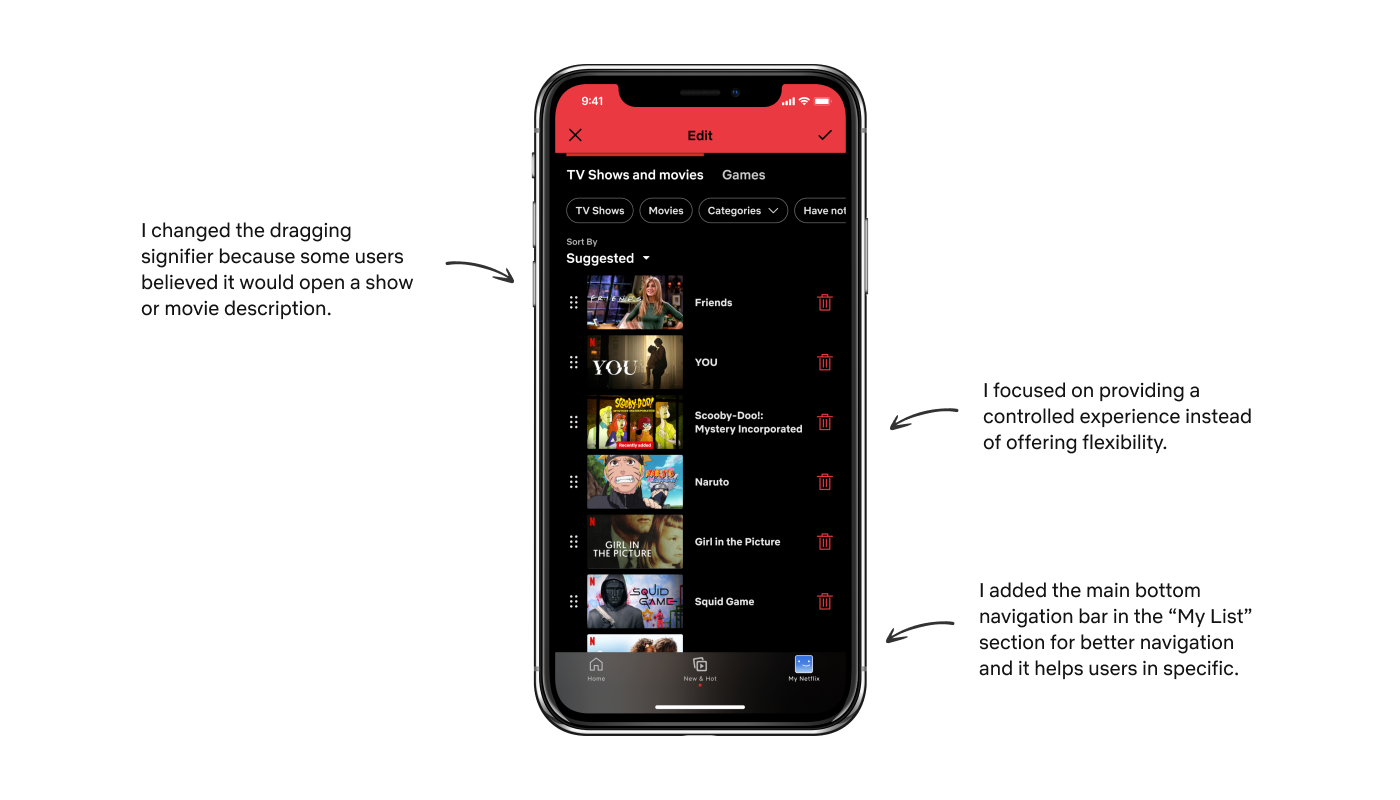 9:41
Edit
TV Shows and movies Games
TV Shows Movies Categories Have not
Sort By
Suggested
I changed the dragging
signifier because some users
believed it would open a show
or movie description.
FRIENDS
Friends
N
YOU
YOU
SCOOBY-DOO!
MYSTERY INCORPORATED
Recently added
Scooby-Doo!:
Mystery Incorporated
I focused on providing a
controlled experience instead
of offering flexibility.
NARUTO
Naruto
N
GIRL IN
THE PICTURE
Girl in the Picture
N
SQUID
GAME
Squid Game
N
I added the main bottom
navigation bar in the “My List”
section for better navigation
and it helps users in specific.
Home New & Hot My Netflix